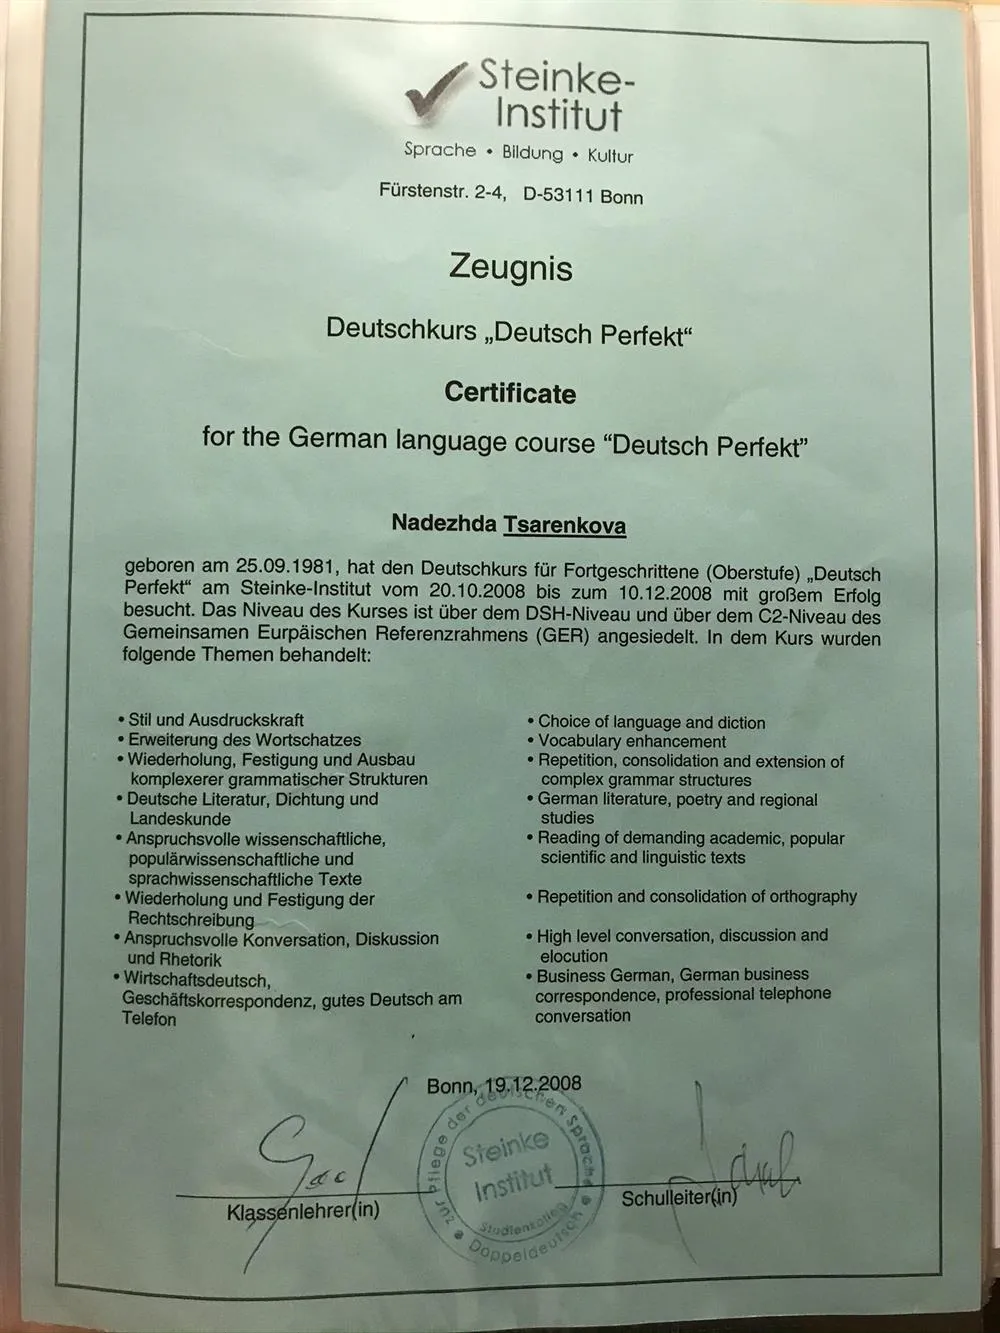 Steinke-
Institut
Sprache • Bildung • Kultur
Fürstenstr. 2-4, D-53111 Bonn
Zeugnis
Deutschkurs „Deutsch Perfekt“
Certificate
for the German language course “Deutsch Perfekt”
Nadezhda Tsarenkova
geboren am 25.09.1981, hat den Deutschkurs für Fortgeschrittene (Oberstufe) „Deutsch
Perfekt“ am Steinke-Institut vom 20.10.2008 bis zum 10.12.2008 mit großem Erfolg
besucht. Das Niveau des Kurses ist über dem DSH-Niveau und über dem C2-Niveau des
Gemeinsamen Eurpäischen Referenzrahmens (GER) angesiedelt. In dem Kurs wurden
folgende Themen behandelt:
• Stil und Ausdruckskraft
• Erweiterung des Wortschatzes
• Wiederholung, Festigung und Ausbau
komplexerer grammatischer Strukturen
• Deutsche Literatur, Dichtung und
Landeskunde
• Anspruchsvolle wissenschaftliche,
populärwissenschaftliche und
sprachwissenschaftliche Texte
• Wiederholung und Festigung der
Rechtschreibung
• Anspruchsvolle Konversation, Diskussion
und Rhetorik
• Wirtschaftsdeutsch,
Geschäftskorrespondenz, gutes Deutsch am
Telefon
• Choice of language and diction
• Vocabulary enhancement
• Repetition, consolidation and extension of
complex grammar structures
• German literature, poetry and regional
studies
• Reading of demanding academic, popular
scientific and linguistic texts
• Repetition and consolidation of orthography
• High level conversation, discussion and
elocution
• Business German, German business
correspondence, professional telephone
conversation
Bonn, 19.12.2008
zur Pflege der deutschen Sprache
Steinke
Institut
Studienkolleg
Doppeldeutsch
Klassenlehrer(in)
Schulleiter(in)